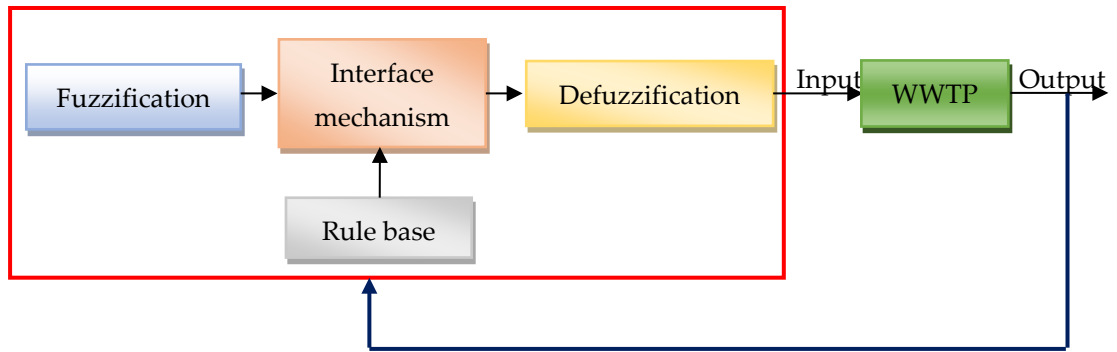 Fuzzification
Interface
mechanism
Defuzzification
Input
WWTP
Output
Rule base